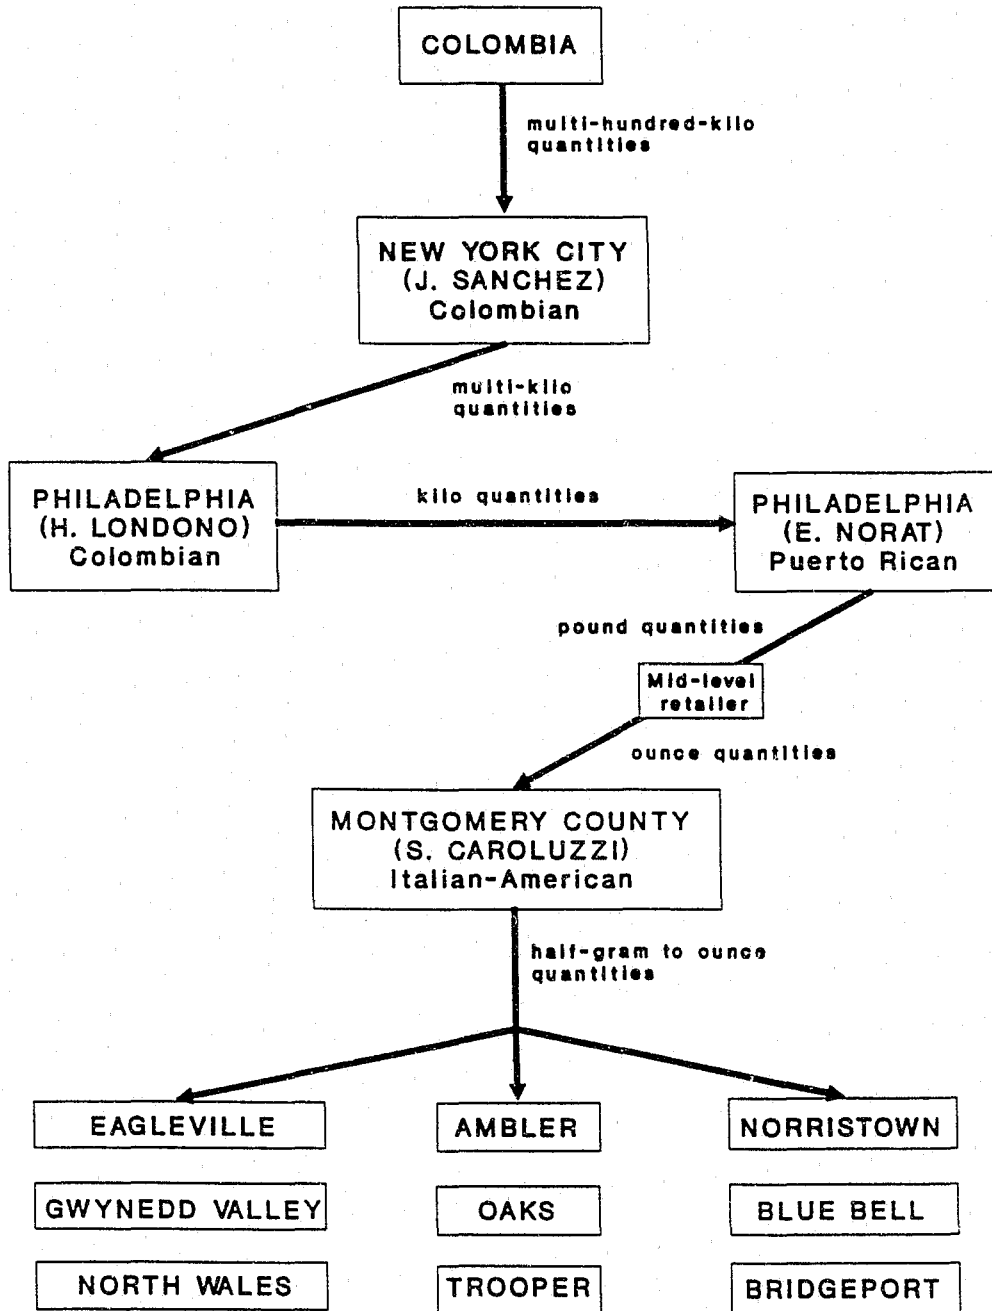 COLOMBIA
multi-hundred-kilo
quantities
NEW YORK CITY
(J. SANCHEZ)
Colombian
multi-kilo
quantities
PHILADELPHIA
(H. LONDONO)
Colombian
kilo quantities
PHILADELPHIA
(E. NORAT)
Puerto Rican
pound quantities
Mid-level
retailer
ounce quantities
MONTGOMERY COUNTY
(S. CAROLUZZI)
Italian-American
half-gram to ounce
quantities
EAGLEVILLE
AMBLER
NORRISTOWN
GWYNEDD VALLEY
OAKS
BLUE BELL
NORTH WALES
TROOPER
BRIDGEPORT